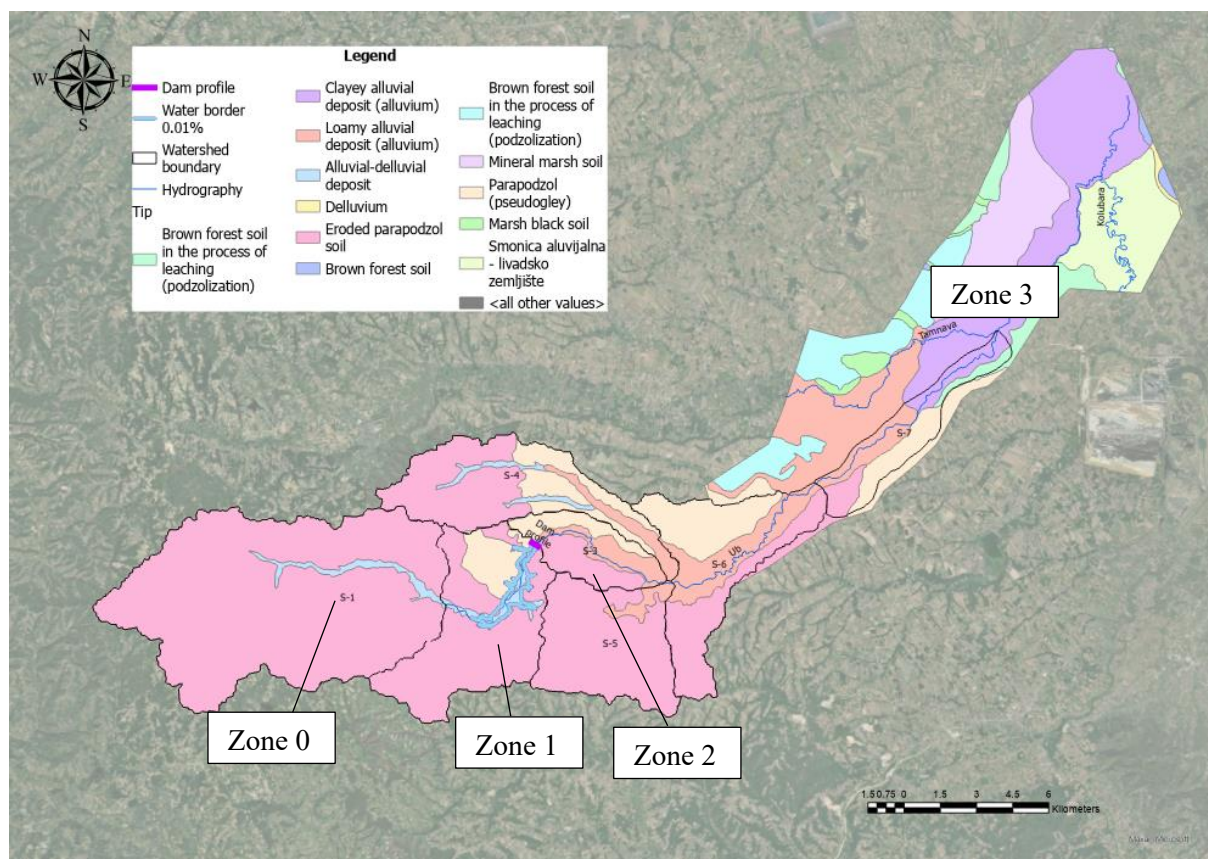 N
W
E
S
Legend
Dam profile
Water border
0.01%
Watershed
boundary
Hydrography
Tip
Brown forest soil
in the process of
leaching
(podzolization)
Clayey alluvial
deposit (alluvium)
Loamy alluvial
deposit (alluvium)
Alluvial-delluvial
deposit
Delluvium
Eroded parapodzol
soil
Brown forest soil
Brown forest soil
in the process of
leaching
(podzolization)
Mineral marsh soil
Parapodzol
(pseudogley)
Marsh black soil
Smonica aluvijalna
- livadsko
zemljište
<all other values>
Kolubara
Zone 3
Tamnava
S-7
S-4
Dam
Profile
S-3
Ub
S-6
S-1
S-5
Zone 0
Zone 1
Zone 2
1.5 0.75 0 1.5 3 4.5 6
Kilometers